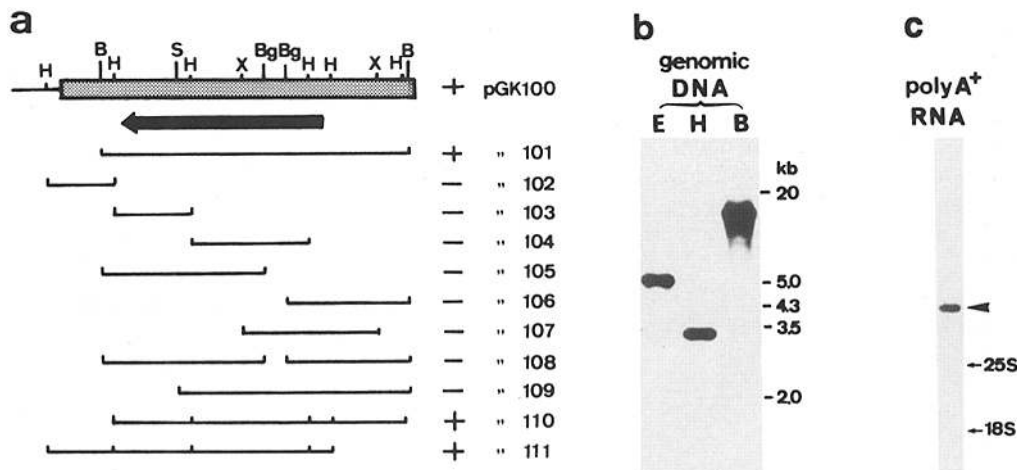 a
H B H S H X Bg Bg H H X H B
+ pGK100
+ " 101
− " 102
− " 103
− " 104
− " 105
− " 106
− " 107
− " 108
− " 109
+ " 110
+ " 111
b
genomic
DNA
E H B
kb
- 20
- 5.0
- 4.3
- 3.5
- 2.0
c
polyA+
RNA
←25S
←18S